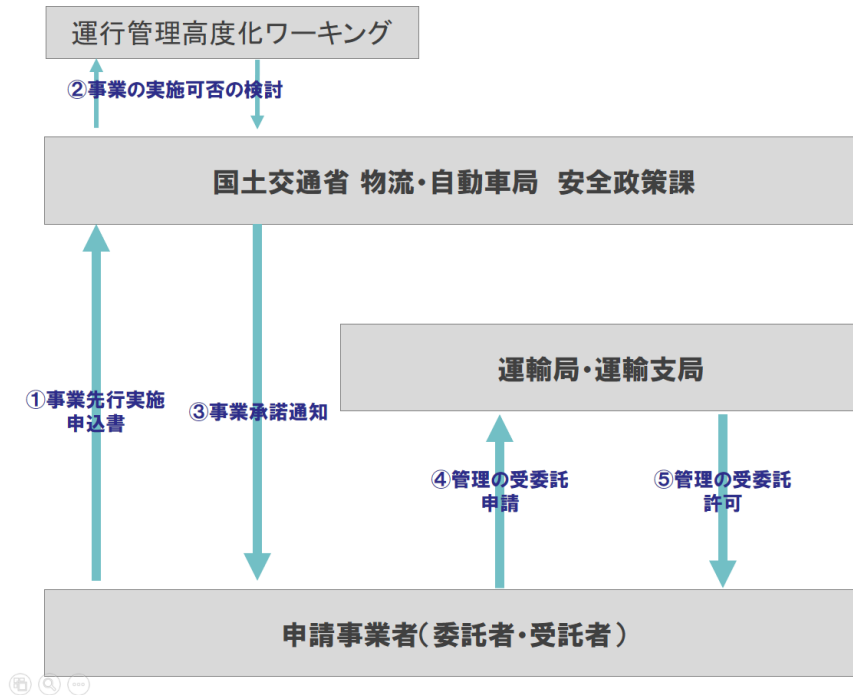 運行管理高度化ワーキング
②事業の実施可否の検討
国土交通省 物流・自動車局　安全政策課
運輸局・運輸支局
①事業先行実施
申込書
③事業承諾通知
④管理の受委託
申請
⑤管理の受委託
許可
申請事業者（委託者・受託者）